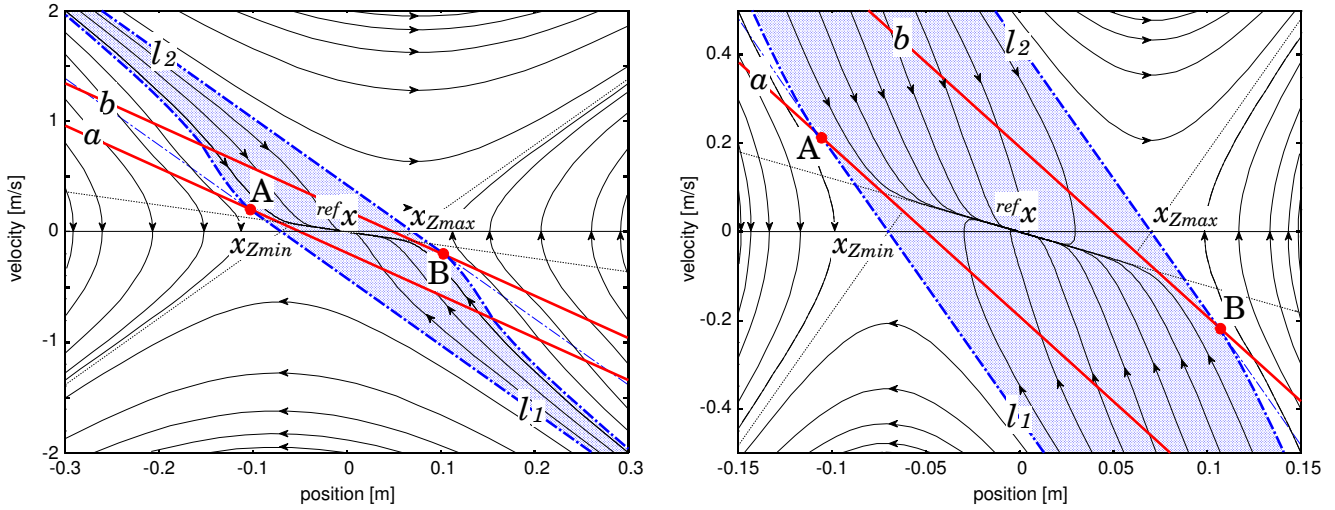 2
1
0
-1
-2
velocity [m/s]
-0.3
-0.2
-0.1
0
0.1
0.2
0.3
position [m]
l2
b
a
A
ref x
xZmax
xZmin
B
l1
0.4
0.2
0
-0.2
-0.4
velocity [m/s]
-0.15
-0.1
-0.05
0
0.05
0.1
0.15
position [m]
b
l2
a
A
ref x
xZmax
xZmin
B
l1